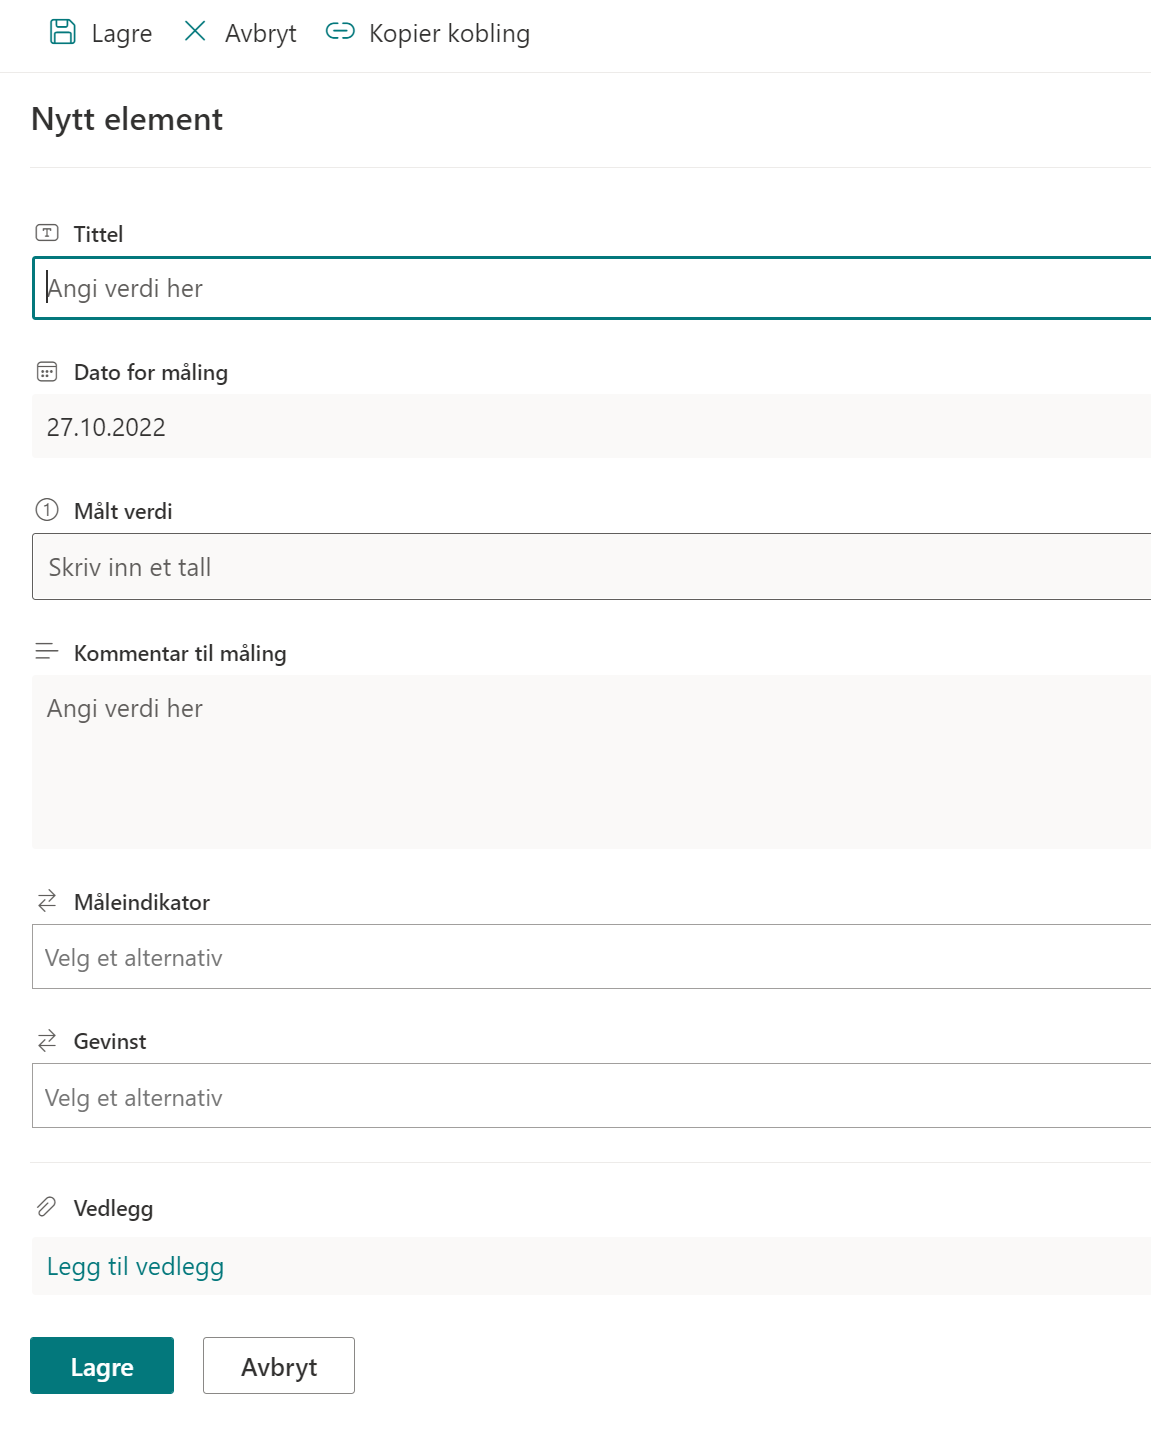 Lagre Avbryt Kopier kobling
Nytt element
Tittel
Angi verdi her
Dato for måling
27.10.2022
1 Målt verdi
Skriv inn et tall
Kommentar til måling
Angi verdi her
Måleindikator
Velg et alternativ
Gevinst
Velg et alternativ
Vedlegg
Legg til vedlegg
Lagre Avbryt